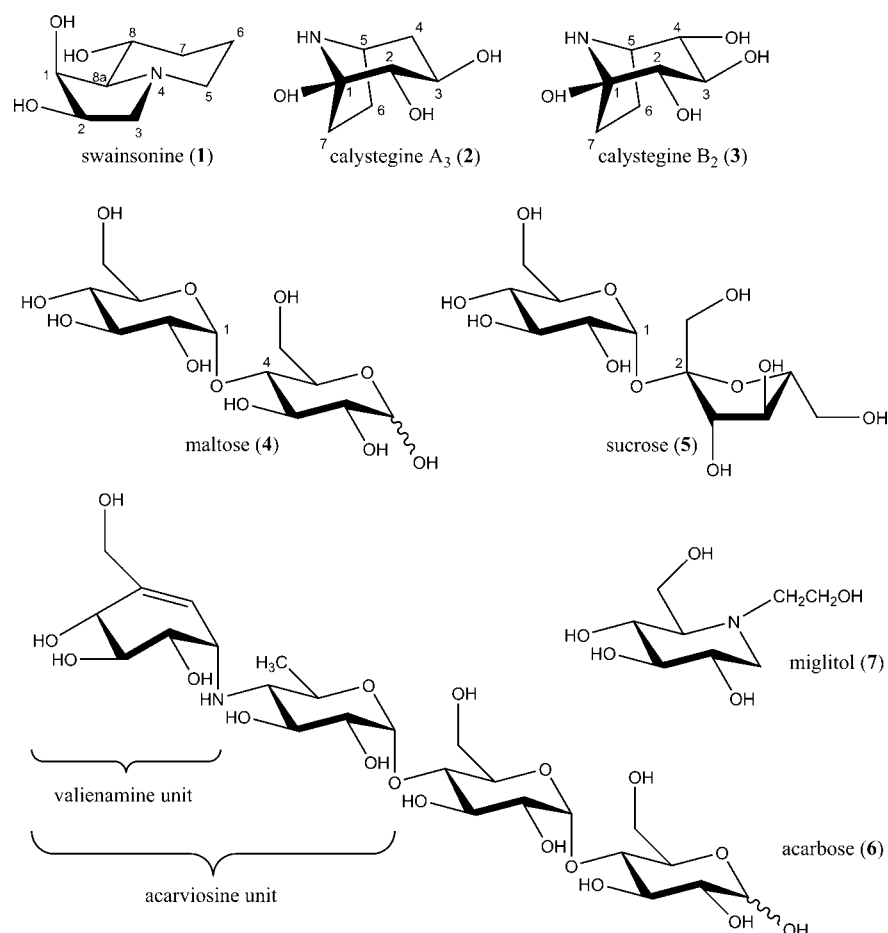 OH
HO
8
7
6
1
8a
N
4
5
HO
2
3
swainsonine (1)
HN
5
4
OH
2
OH
1
3
6
OH
7
calystegine A3 (2)
HN
5
4
OH
2
OH
OH
1
3
6
OH
7
calystegine B2 (3)
OH
O
HO
HO
1
OH
O
OH
4
O
HO
OH
OH
maltose (4)
OH
O
HO
HO
1
OH
O
OH
2
O
OH
OH
OH
sucrose (5)
OH
HO
HO
OH
HN
H3C
O
HO
OH
O
OH
O
HO
OH
O
OH
O
HO
OH
OH
valienamine unit
acarviosine unit
acarbose (6)
OH
N
CH2CH2OH
HO
HO
OH
miglitol (7)